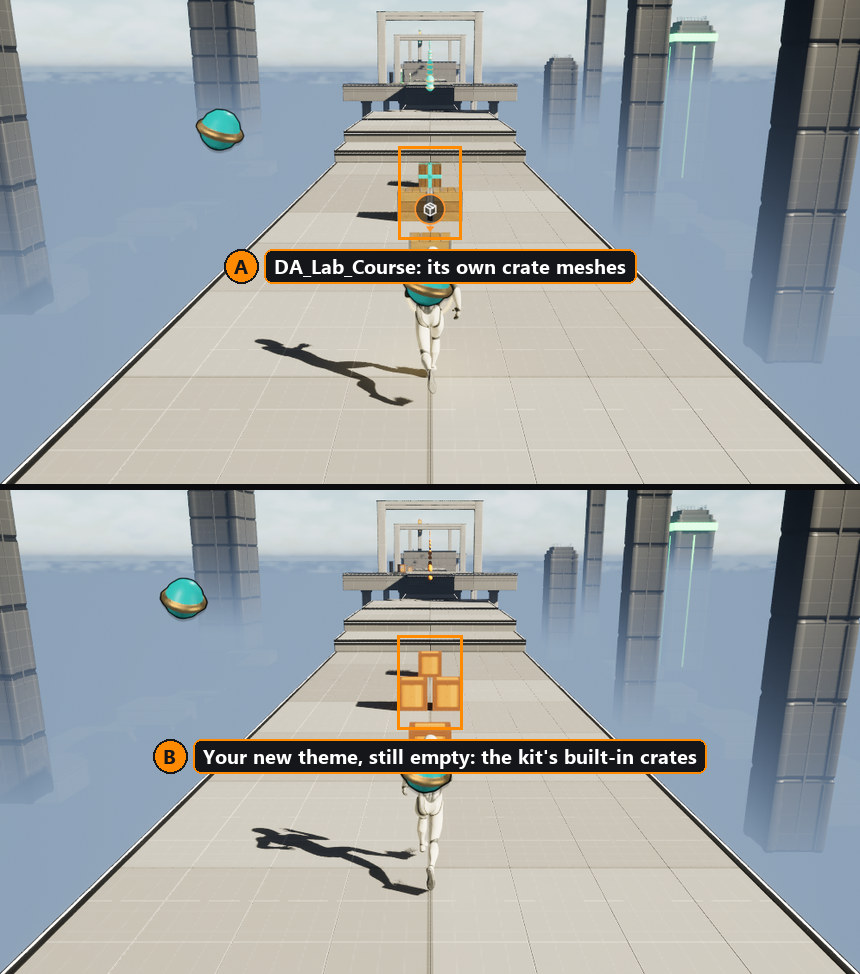 A
DA_Lab_Course: its own crate meshes
B
Your new theme, still empty: the kit's built-in crates